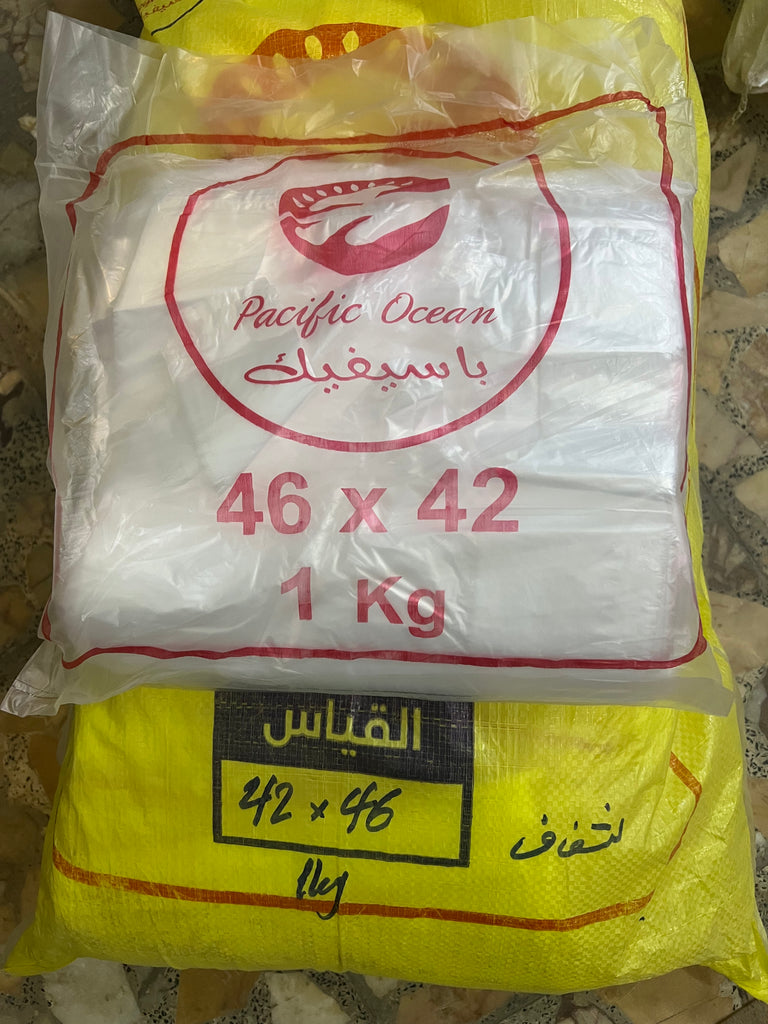 Pacific Ocean
باسيفيك
46 x 42
1 Kg
القياس
42 x 46
شفاف
1kg